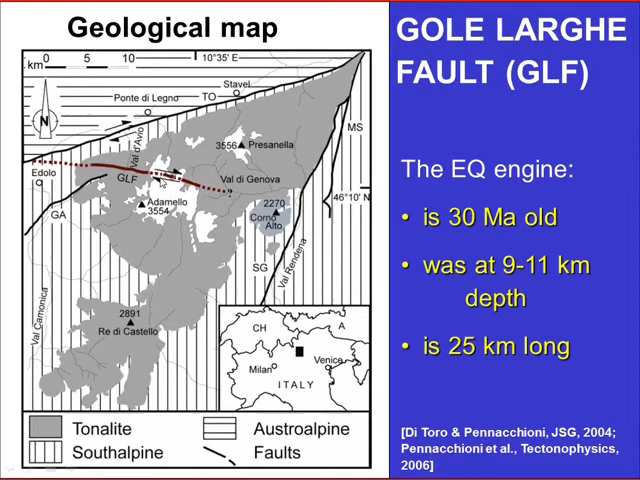 Geological map
0 5 10
km
10°35' E
N
Ponte di Legno
TO
Stavel
MS
Val d'Avio
3556 Presanella
Edolo
GLF
Val di Genova
?
46°10' N
Adamello
3554
GA
2270
Corno
Alto
SG
Val Rendena
Val Camonica
2891
Re di Castello
CH
A
Milan
Venice
ITALY
Tonalite
Austroalpine
Southalpine
Faults
GOLE LARGHE
FAULT (GLF)
The EQ engine:
• is 30 Ma old
• was at 9-11 km
depth
• is 25 km long
[Di Toro & Pennacchioni, JSG, 2004;
Pennacchioni et al., Tectonophysics,
2006]